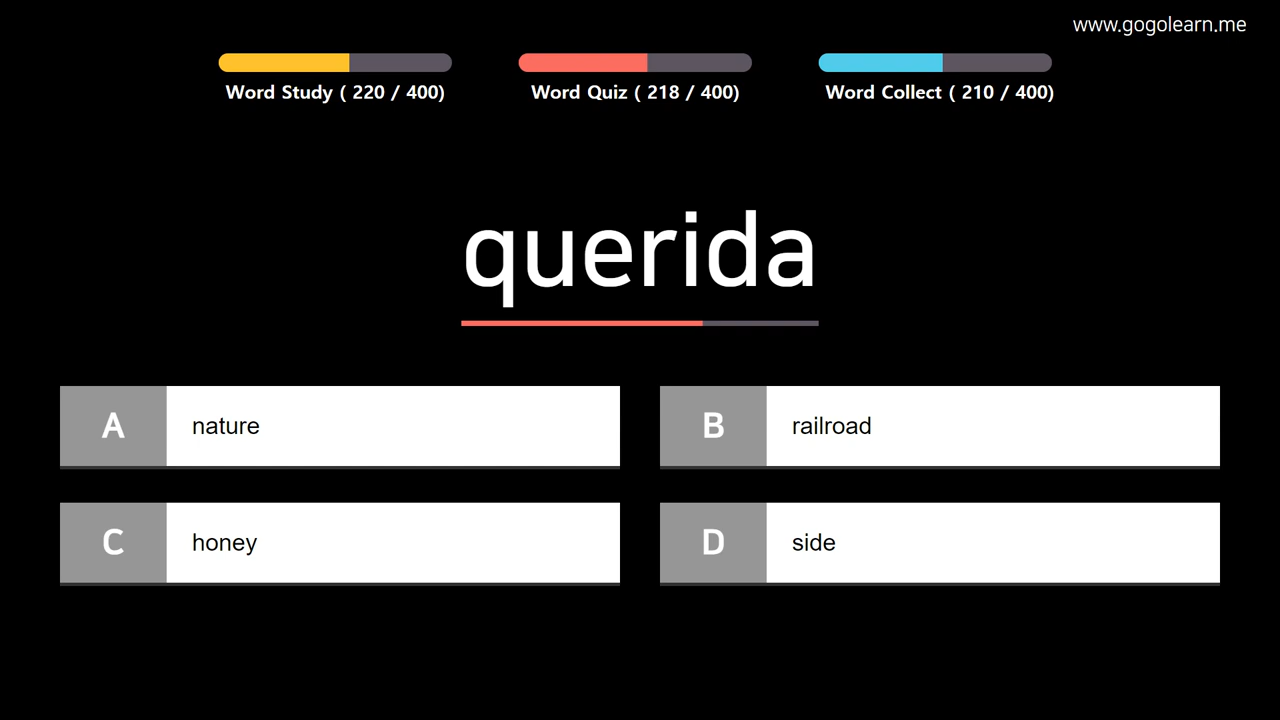 www.gogolearn.me
Word Study ( 220 / 400)
Word Quiz ( 218 / 400)
Word Collect ( 210 / 400)
querida
A nature
B railroad
C honey
D side